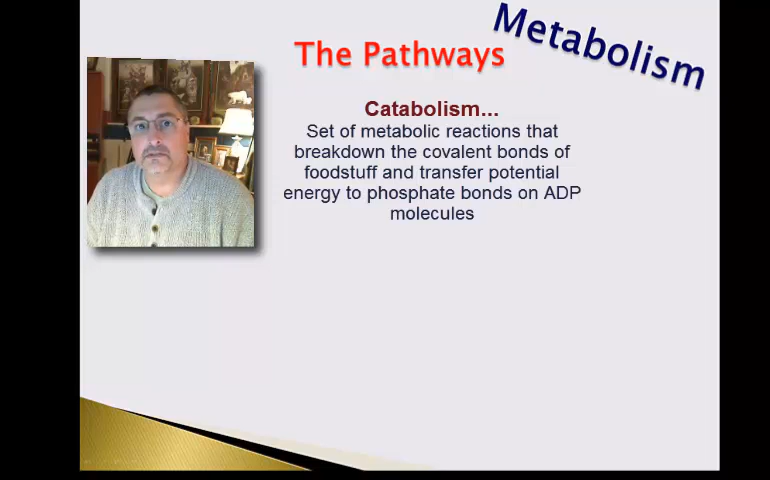 Metabolism
The Pathways
Catabolism...
Set of metabolic reactions that
breakdown the covalent bonds of
foodstuff and transfer potential
energy to phosphate bonds on ADP
molecules